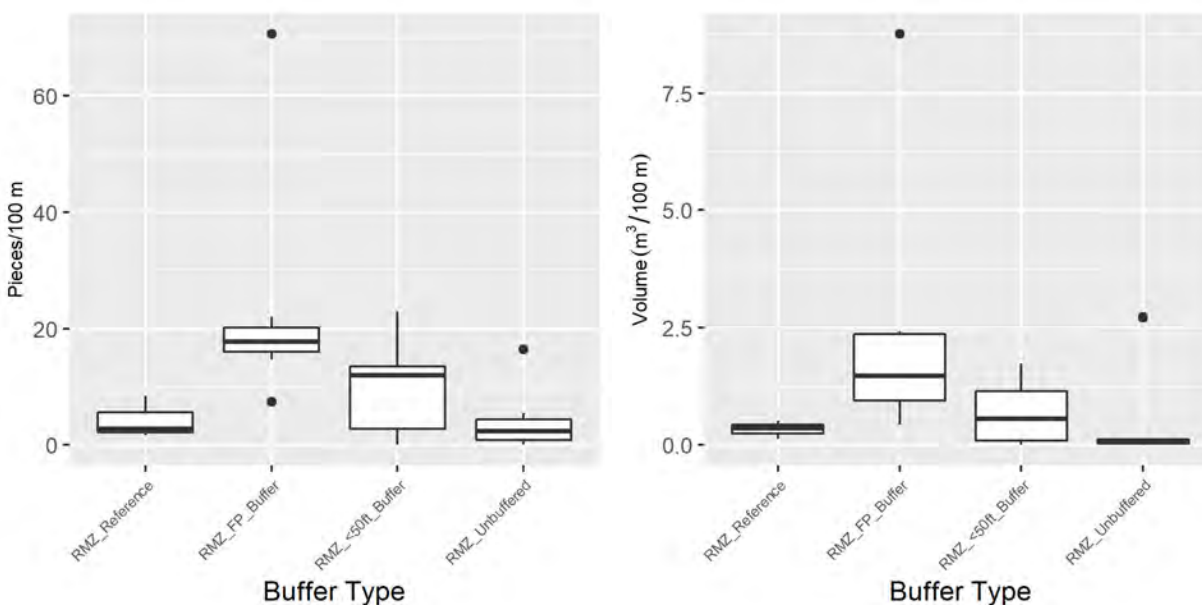 Pieces/100 m
60
40
20
0
RMZ_Reference
RMZ_FP_Buffer
RMZ_<50ft_Buffer
RMZ_Unbuffered
Buffer Type
Volume (m³/100 m)
7.5
5.0
2.5
0.0
RMZ_Reference
RMZ_FP_Buffer
RMZ_<50ft_Buffer
RMZ_Unbuffered
Buffer Type